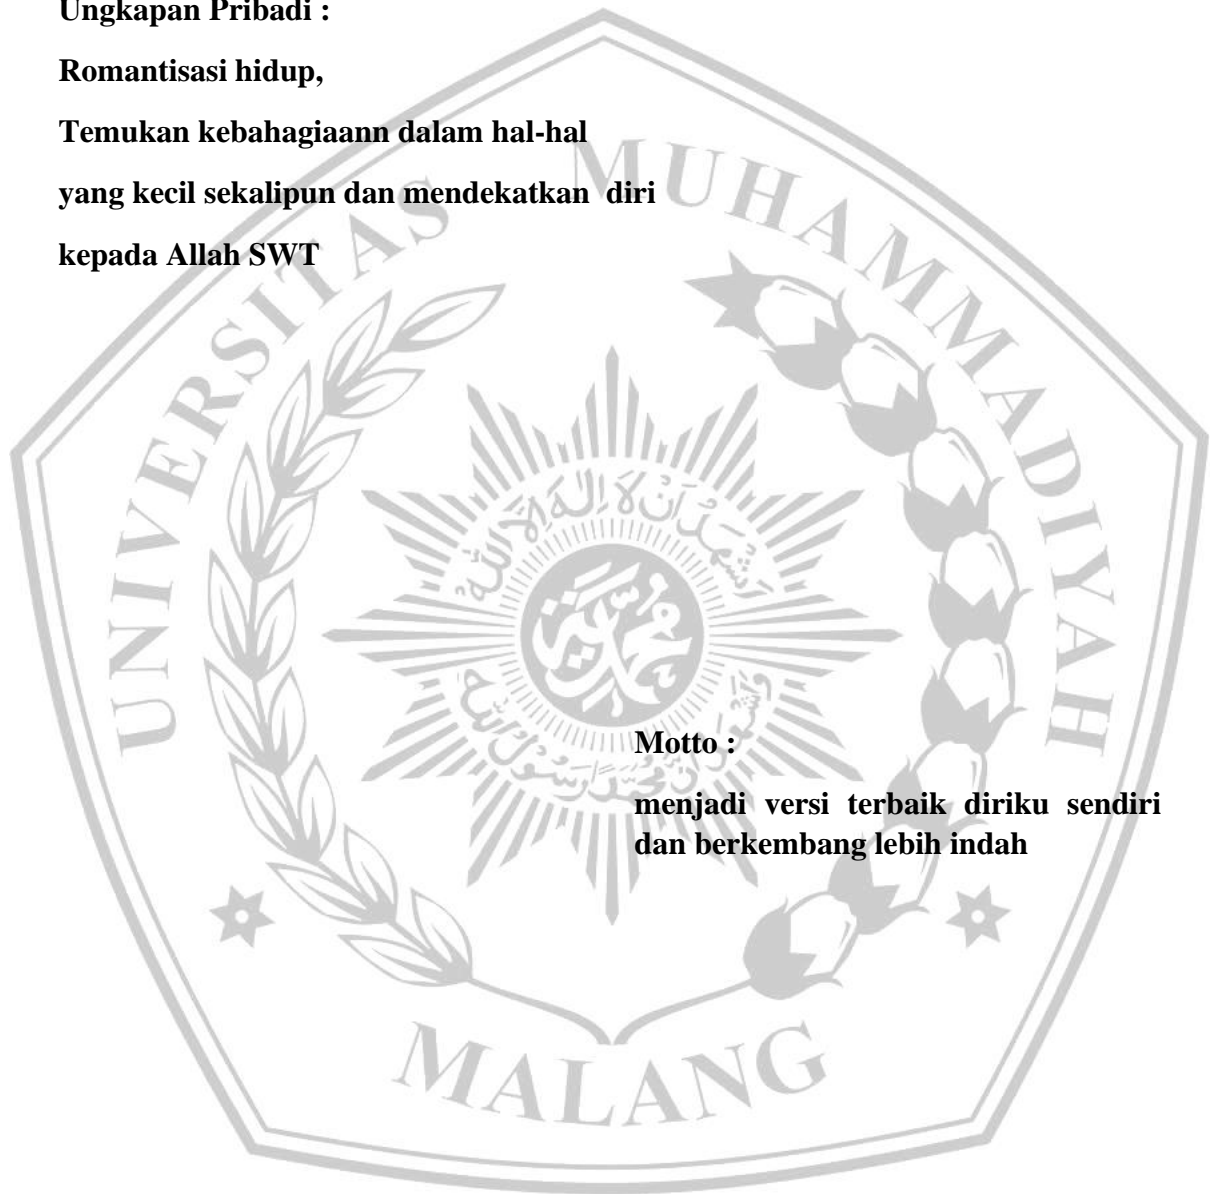 Ungkapan Pribadi :
Romantisasi hidup,
Temukan kebahagiaann dalam hal-hal
yang kecil sekalipun dan mendekatkan diri
kepada Allah SWT
UNIVERSITAS MUHAMMADIYAH
Motto :
menjadi versi terbaik diriku sendiri
dan berkembang lebih indah
MALANG